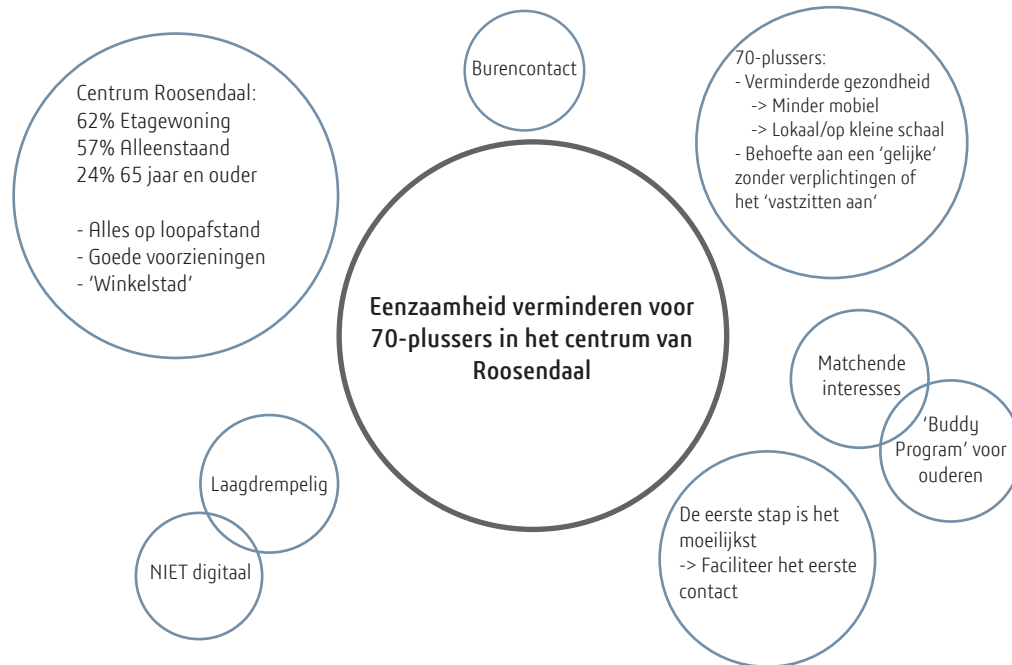 Centrum Roosendaal:
62% Etagewoning
57% Alleenstaand
24% 65 jaar en ouder
- Alles op loopafstand
- Goede voorzieningen
- ‘Winkelstad’
Burencontact
70-plussers:
- Verminderde gezondheid
-> Minder mobiel
-> Lokaal/op kleine schaal
- Behoefte aan een ‘gelijke’
zonder verplichtingen of
het ‘vastzitten aan’
Eenzaamheid verminderen voor
70-plussers in het centrum van
Roosendaal
Matchende
interesses
‘Buddy
Program’ voor
ouderen
Laagdrempelig
NIET digitaal
De eerste stap is het
moeilijkst
-> Faciliteer het eerste
contact